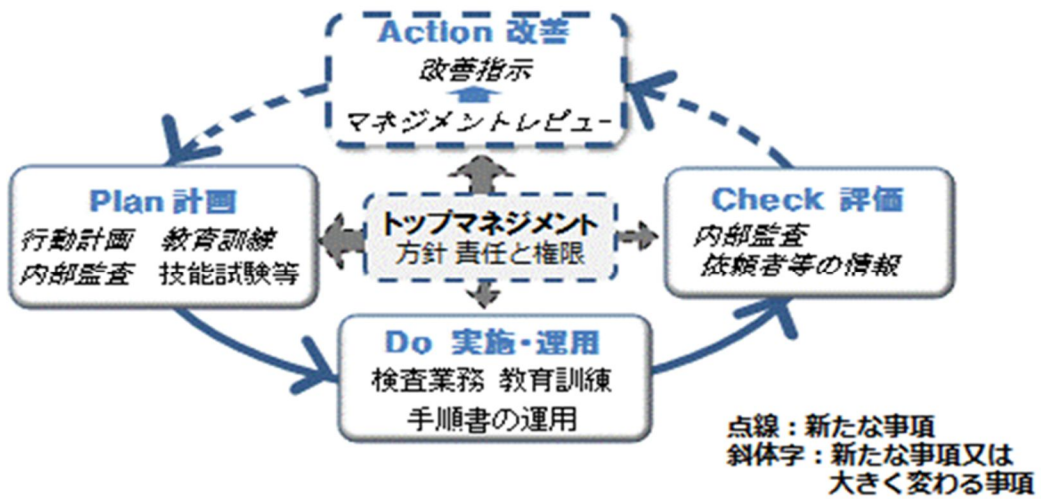 Action 改善
改善指示
マネジメントレビュー
Plan 計画
行動計画 教育訓練
内部監査 技能試験等
トップマネジメント
方針 責任と権限
Check 評価
内部監査
依頼者等の情報
Do 実施・運用
検査業務 教育訓練
手順書の運用
点線：新たな事項
斜体字：新たな事項又は
大きく変わる事項